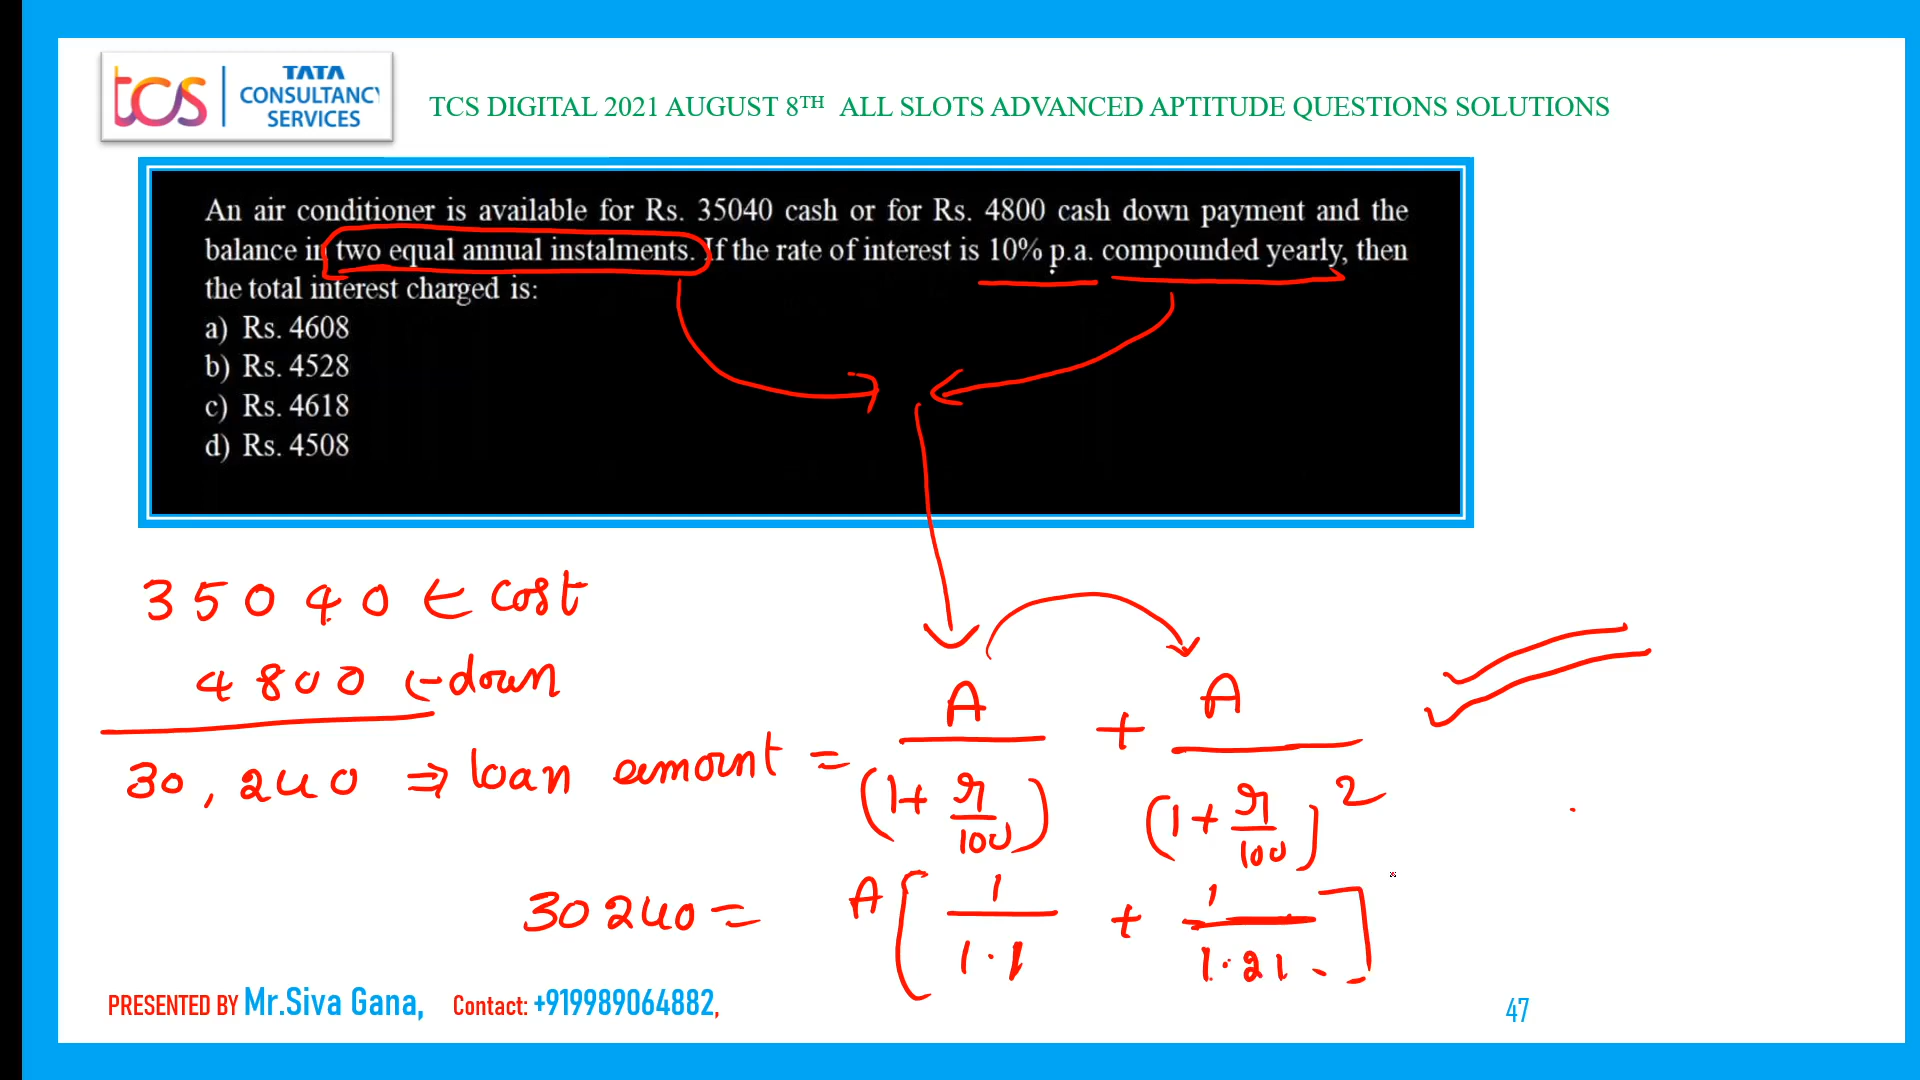 tcs
TATA
CONSULTANCY
SERVICES
TCS DIGITAL 2021 AUGUST 8TH ALL SLOTS ADVANCED APTITUDE QUESTIONS SOLUTIONS
An air conditioner is available for Rs. 35040 cash or for Rs. 4800 cash down payment and the
balance in two equal annual instalments. If the rate of interest is 10% p.a. compounded yearly, then
the total interest charged is:
a) Rs. 4608
b) Rs. 4528
c) Rs. 4618
d) Rs. 4508
35040 ← cost
4800 ← down
30,240 ⇒ loan amount = A/(1+r/100) + A/(1+r/100)²
30240 = A[1/1.1 + 1/1.21]
PRESENTED BY Mr.Siva Gana, Contact: +919989064882,
47